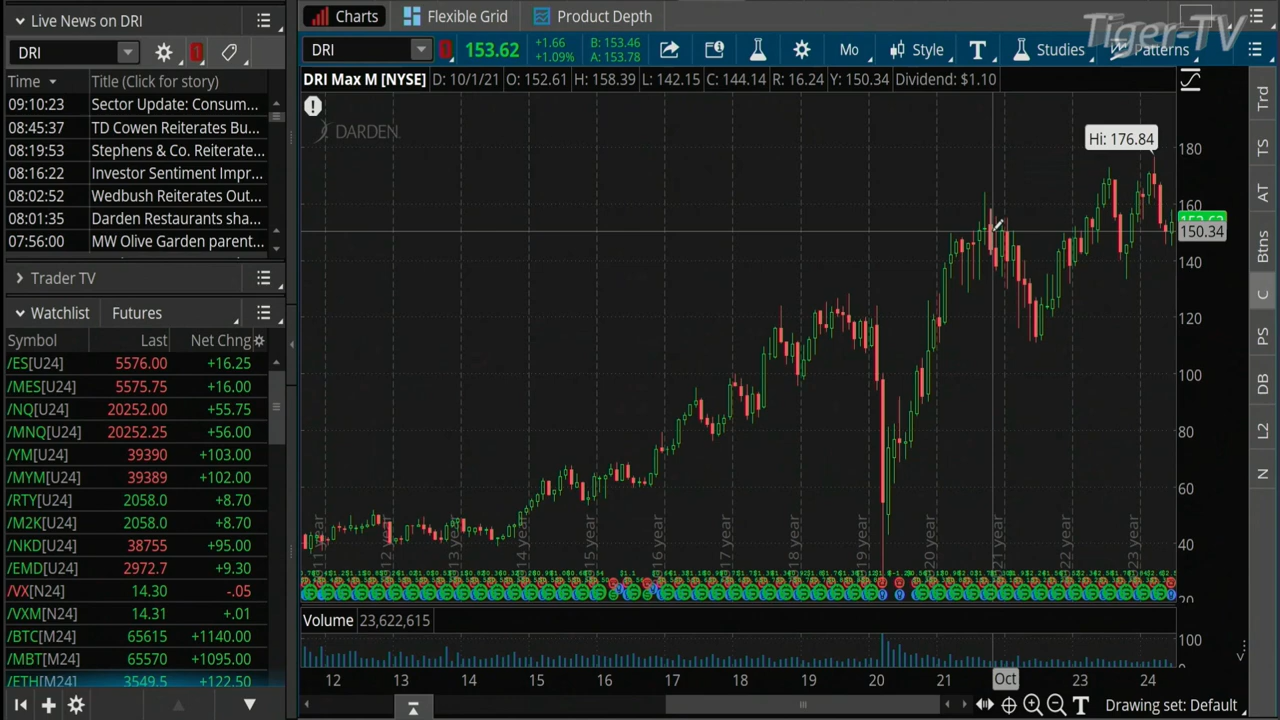 Live News on DRI
DRI
1
Time Title (Click for story)
09:10:23 Sector Update: Consum...
08:45:37 TD Cowen Reiterates Bu...
08:19:53 Stephens & Co. Reiterate...
08:16:22 Investor Sentiment Impr...
08:02:52 Wedbush Reiterates Out...
08:01:35 Darden Restaurants sha...
07:56:00 MW Olive Garden parent...
Trader TV
Watchlist Futures
Symbol Last Net Chng
/ES[U24] 5576.00 +16.25
/MES[U24] 5575.75 +16.00
/NQ[U24] 20252.00 +55.75
/MNQ[U24] 20252.25 +56.00
/YM[U24] 39390 +103.00
/MYM[U24] 39389 +102.00
/RTY[U24] 2058.0 +8.70
/M2K[U24] 2058.0 +8.70
/NKD[U24] 38755 +95.00
/EMD[U24] 2972.7 +9.30
/VX[N24] 14.30 -.05
/VXM[N24] 14.31 +.01
/BTC[M24] 65615 +1140.00
/MBT[M24] 65570 +1095.00
/ETH[M24] 3549.5 +122.50
Charts Flexible Grid Product Depth
Tiger-TV
DRI 153.62 +1.66 +1.09% B: 153.46 A: 153.78 Mo Style T Studies Patterns
DRI Max M [NYSE] D: 10/1/21 O: 152.61 H: 158.39 L: 142.15 C: 144.14 R: 16.24 Y: 150.34 Dividend: $1.10
DARDEN
Hi: 176.84
180
160
153.62
150.34
140
120
100
80
60
40
20
Volume 23,622,615
100
0
12 13 14 15 16 17 18 19 20 21 Oct 23 24
Drawing set: Default
Trd
TS
AT
Btns
C
PS
DB
L2
N